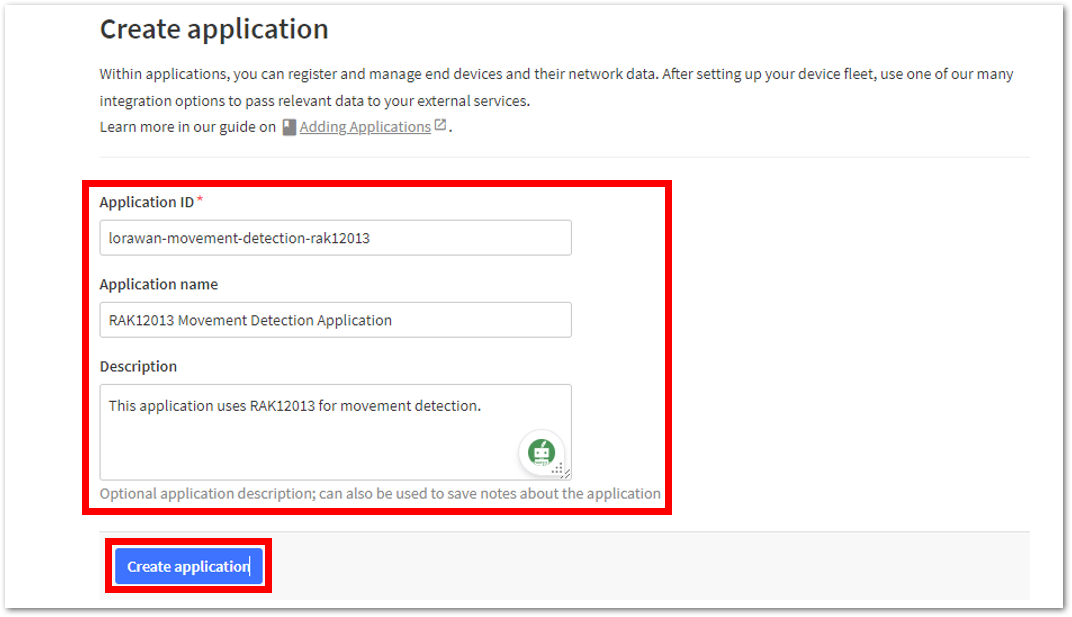 Create application
Within applications, you can register and manage end devices and their network data. After setting up your device fleet, use one of our many
integration options to pass relevant data to your external services.
Learn more in our guide on Adding Applications.
Application ID*
lorawan-movement-detection-rak12013
Application name
RAK12013 Movement Detection Application
Description
This application uses RAK12013 for movement detection.
Optional application description; can also be used to save notes about the application
Create application